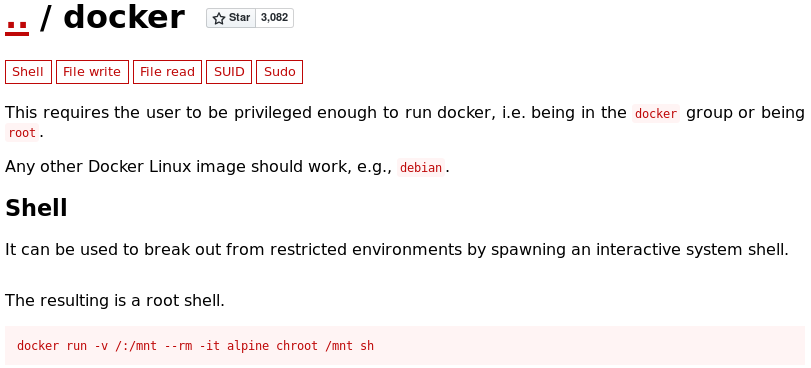 .. / docker Star 3,082
Shell File write File read SUID Sudo
This requires the user to be privileged enough to run docker, i.e. being in the docker group or being
root.
Any other Docker Linux image should work, e.g., debian.
Shell
It can be used to break out from restricted environments by spawning an interactive system shell.
The resulting is a root shell.
docker run -v /:/mnt --rm -it alpine chroot /mnt sh